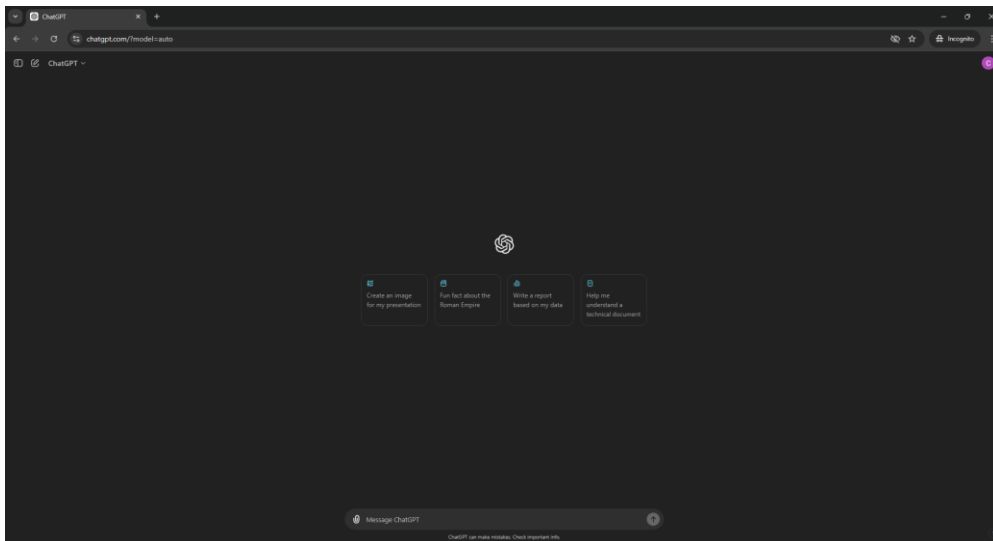 ChatGPT
chatgpt.com/?model=auto
Incognito
ChatGPT
C
Create an image
for my presentation
Fun fact about the
Roman Empire
Write a report
based on my data
Help me
understand a
technical document
Message ChatGPT
ChatGPT can make mistakes. Check important info.